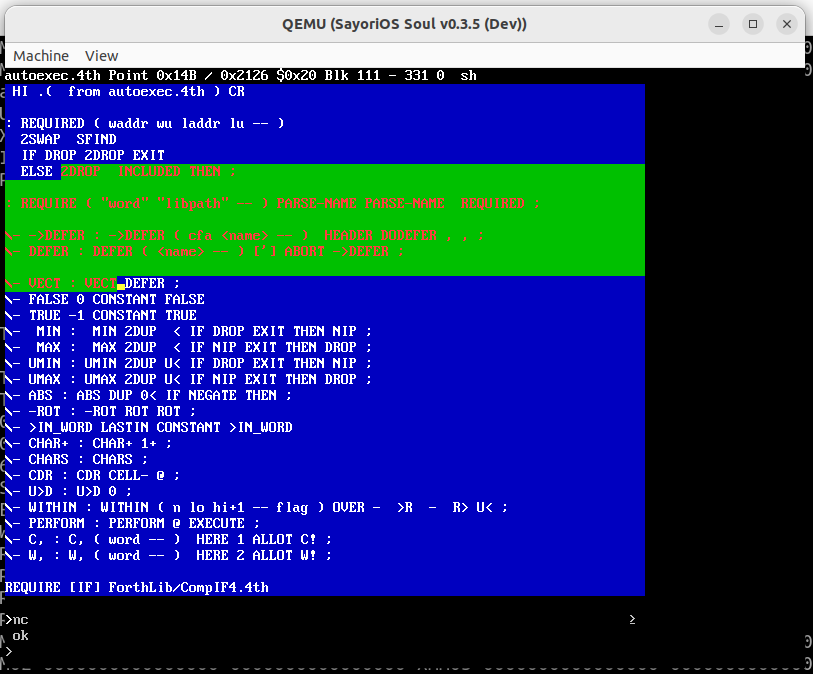 QEMU (SayoriOS Soul v0.3.5 (Dev))
Machine View
autoexec.4th Point 0x14B / 0x2126 $0x20 Blk 111 - 331 0 sh
HI .( from autoexec.4th ) CR
: REQUIRED ( waddr wu laddr lu -- )
2SWAP SFIND
IF DROP 2DROP EXIT
ELSE 2DROP INCLUDED THEN ;
: REQUIRE ( "word" "libpath" -- ) PARSE-NAME PARSE-NAME REQUIRED ;
\- >DEFER : >DEFER ( cfa <name> -- ) HEADER DODEFER , , ;
\- DEFER : DEFER ( <name> -- ) ['] ABORT >DEFER ;
\- VECT : VECT DEFER ;
\- FALSE 0 CONSTANT FALSE
\- TRUE -1 CONSTANT TRUE
\- MIN : MIN 2DUP < IF DROP EXIT THEN NIP ;
\- MAX : MAX 2DUP < IF NIP EXIT THEN DROP ;
\- UMIN : UMIN 2DUP U< IF DROP EXIT THEN NIP ;
\- UMAX : UMAX 2DUP U< IF NIP EXIT THEN DROP ;
\- ABS : ABS DUP 0< IF NEGATE THEN ;
\- -ROT : -ROT ROT ROT ;
\- >IN_WORD LASTIN CONSTANT >IN_WORD
\- CHAR+ : CHAR+ 1+ ;
\- CHARS : CHARS ;
\- CDR : CDR CELL- @ ;
\- U>D : U>D 0 ;
\- WITHIN : WITHIN ( n lo hi+1 -- flag ) OVER - >R - R> U< ;
\- PERFORM : PERFORM @ EXECUTE ;
\- C, : C, ( word -- ) HERE 1 ALLOT C! ;
\- W, : W, ( word -- ) HERE 2 ALLOT W! ;
REQUIRE [IF] ForthLib/CompIF4.4th
>nc >
ok
>